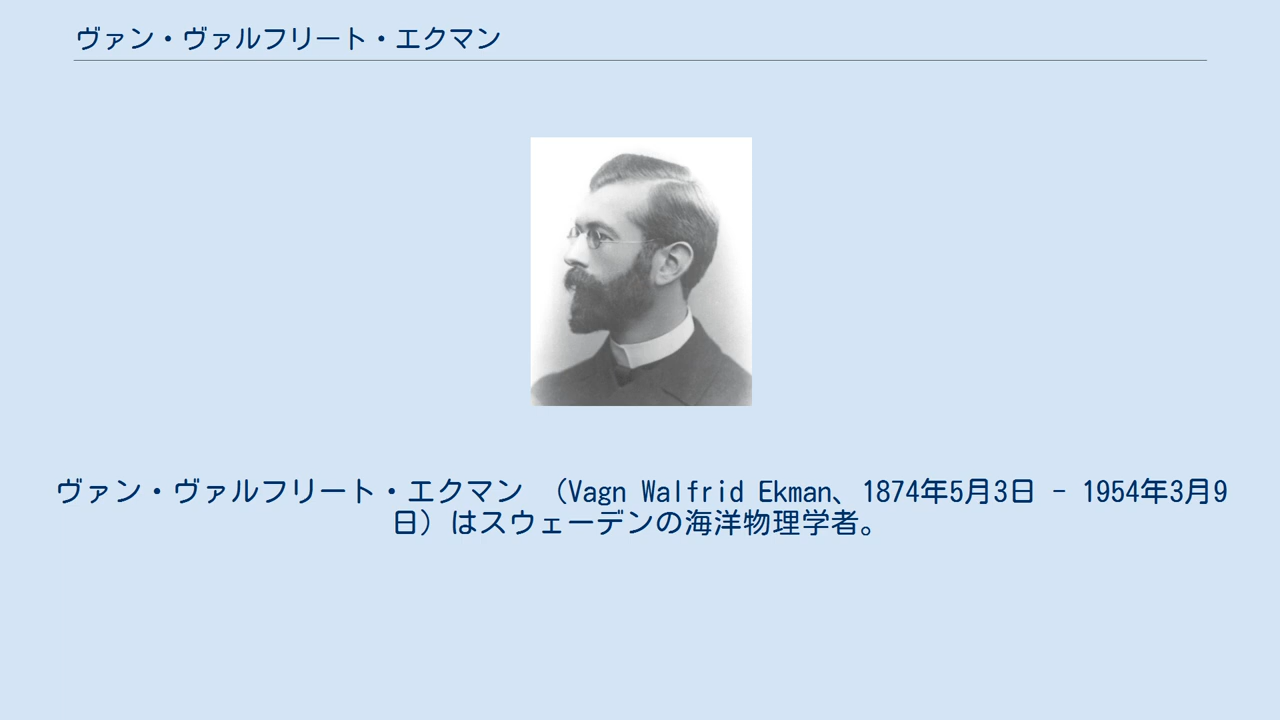 ヴァン・ヴァルフリート・エクマン
ヴァン・ヴァルフリート・エクマン （Vagn Walfrid Ekman、1874年5月3日 - 1954年3月9
日）はスウェーデンの海洋物理学者。